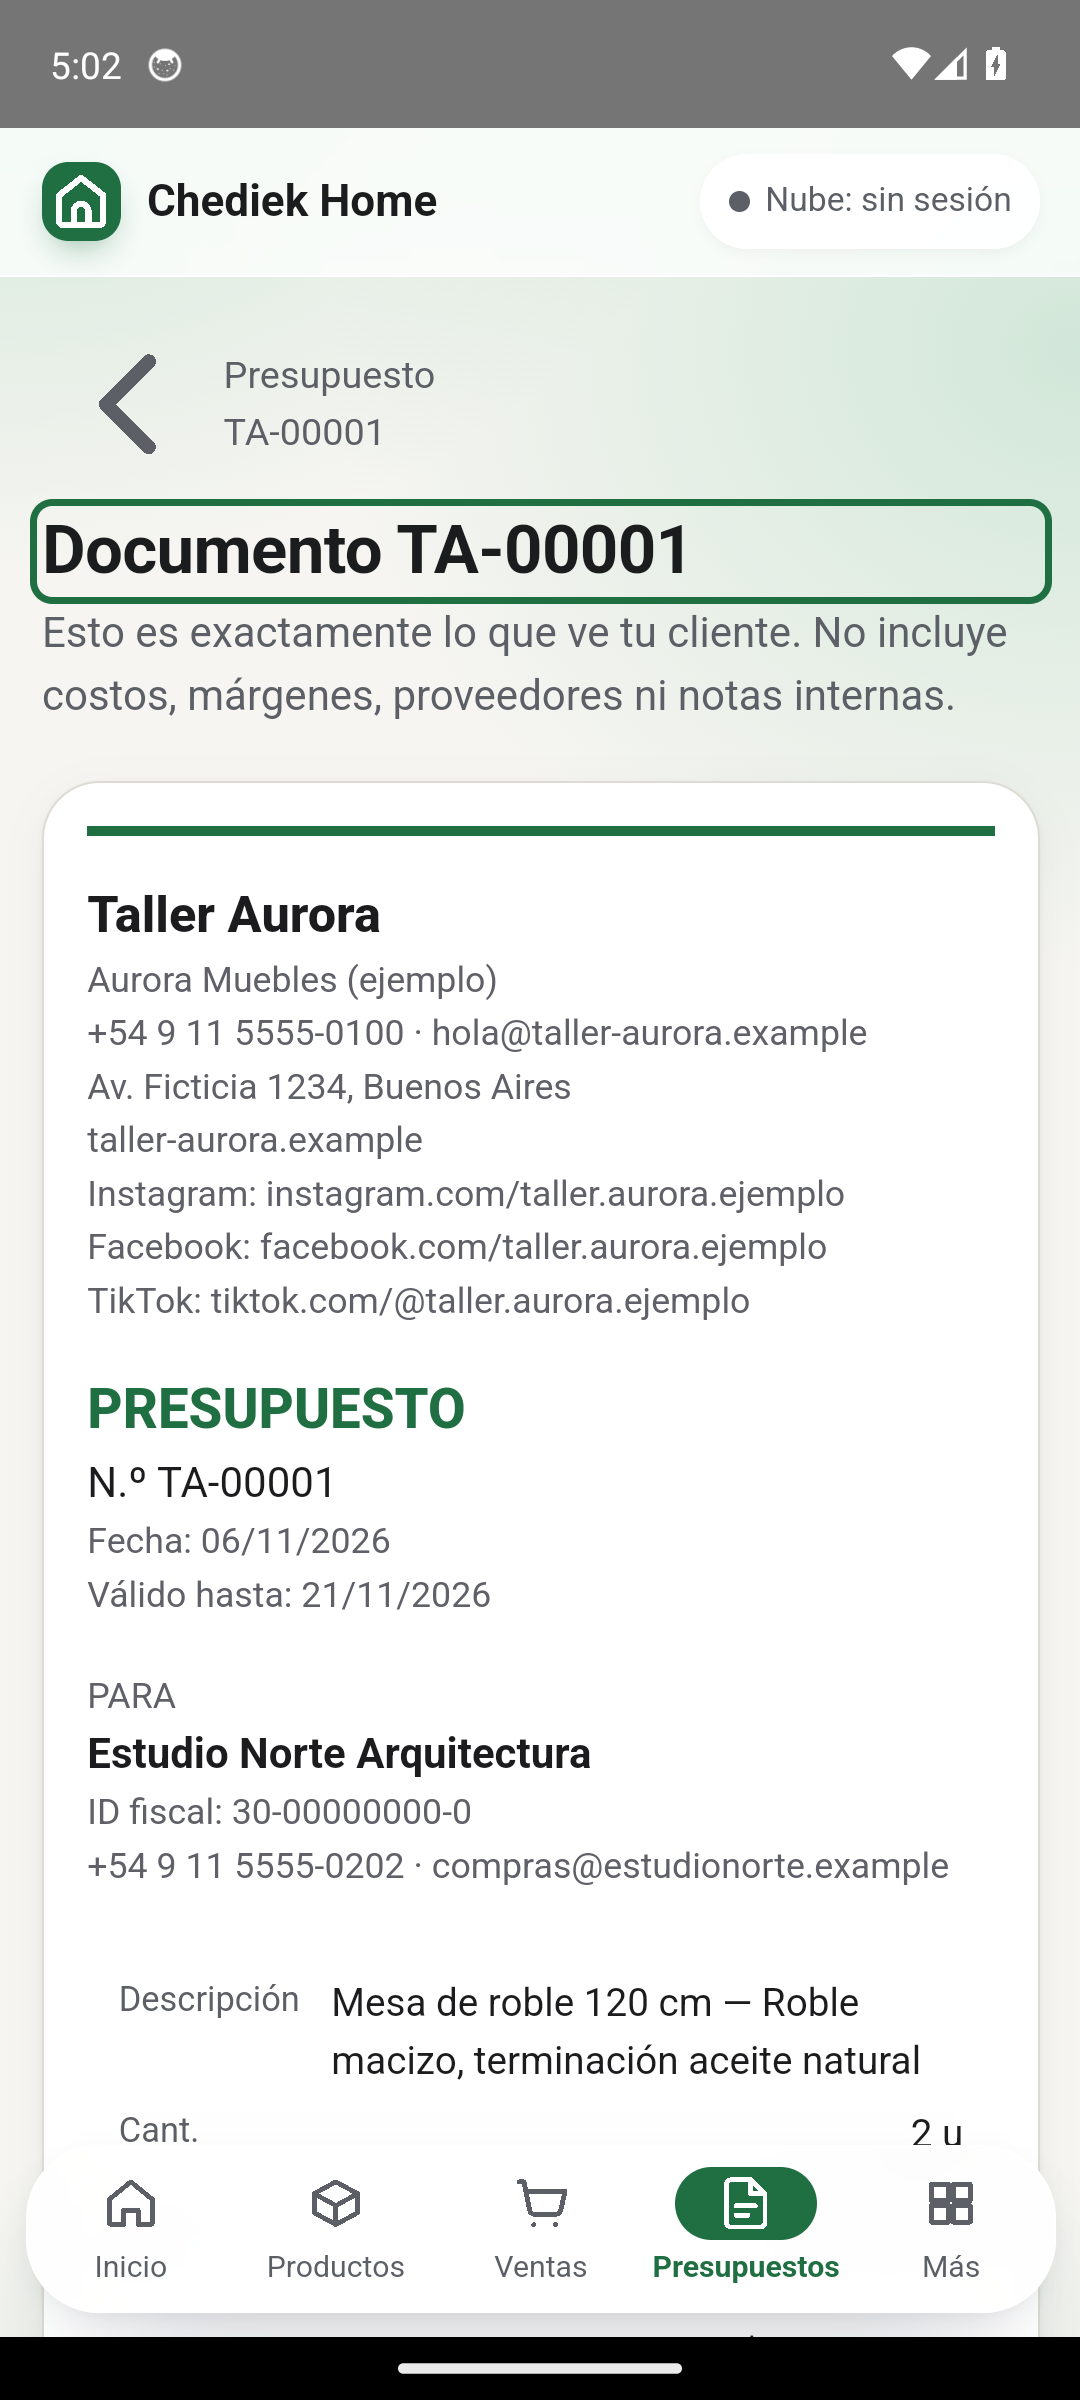 5:02
Chediek Home
Nube: sin sesión
Presupuesto
TA-00001
Documento TA-00001
Esto es exactamente lo que ve tu cliente. No incluye
costos, márgenes, proveedores ni notas internas.
Taller Aurora
Aurora Muebles (ejemplo)
+54 9 11 5555-0100 · hola@taller-aurora.example
Av. Ficticia 1234, Buenos Aires
taller-aurora.example
Instagram: instagram.com/taller.aurora.ejemplo
Facebook: facebook.com/taller.aurora.ejemplo
TikTok: tiktok.com/@taller.aurora.ejemplo
PRESUPUESTO
N.º TA-00001
Fecha: 06/11/2026
Válido hasta: 21/11/2026
PARA
Estudio Norte Arquitectura
ID fiscal: 30-00000000-0
+54 9 11 5555-0202 · compras@estudionorte.example
Descripción Mesa de roble 120 cm — Roble
macizo, terminación aceite natural
Cant. 2 u
Inicio Productos Ventas Presupuestos Más